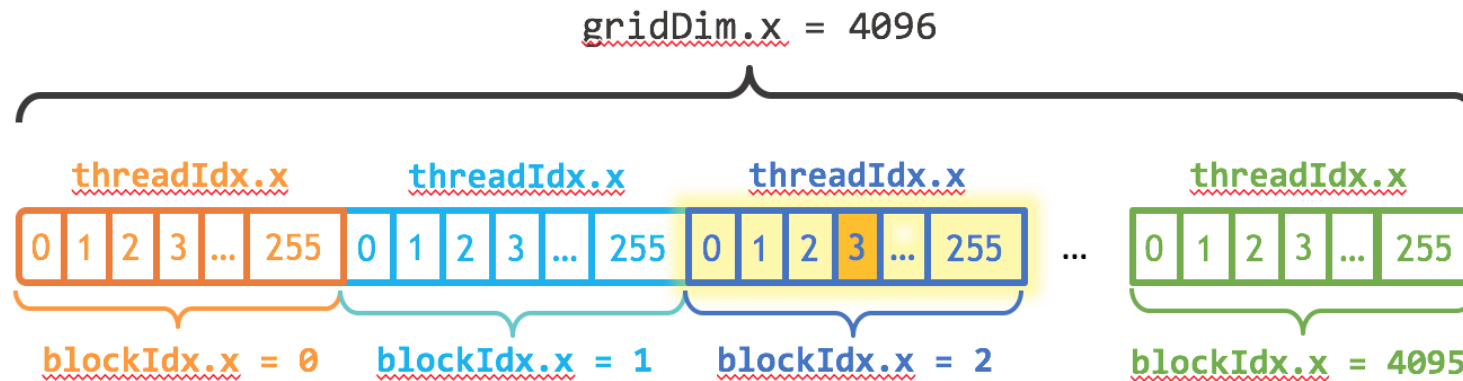 gridDim.x = 4096
threadIdx.x threadIdx.x threadIdx.x threadIdx.x
0 1 2 3 ... 255 0 1 2 3 ... 255 0 1 2 3 ... 255 ... 0 1 2 3 ... 255
blockIdx.x = 0 blockIdx.x = 1 blockIdx.x = 2 blockIdx.x = 4095